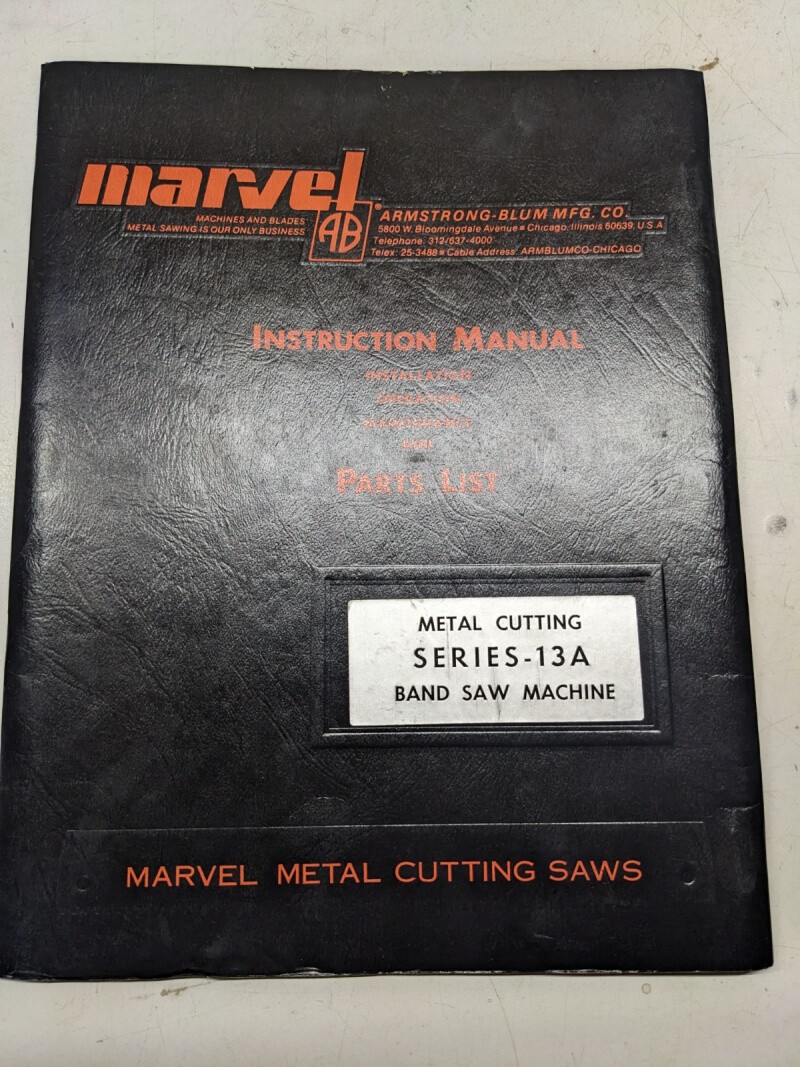 marvel
AB
®
MACHINES AND BLADES
METAL SAWING IS OUR ONLY BUSINESS
ARMSTRONG-BLUM MFG. CO.
5800 W. Bloomingdale Avenue ■ Chicago, Illinois 60639, U.S.A
Telephone: 312/637-4000
Telex: 25-3488 ■ Cable Address: ARMBLUMCO-CHICAGO
INSTRUCTION MANUAL
INSTALLATION
OPERATION
MAINTENANCE
AND
PARTS LIST
METAL CUTTING
SERIES-13A
BAND SAW MACHINE
MARVEL METAL CUTTING SAWS